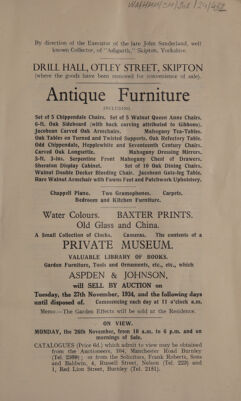 By direction of the Executor of the late John Sunderland, well
known Collector, of "Adgarth," Skipton, Yorkshire.
DRILL HALL, OTLEY STREET, SKIPTON
(where the goods have been removed for convenience of sale).
Antique Furniture
INCLUDING
Set of 5 Chippendale Chairs. Set of 5 Walnut Queen Anne Chairs.
6-ft. Oak Sideboard (with back carving attributed to Gibbons),
Jacobean Carved Oak Armchairs. Mahogany Tea-Tables.
Oak Tables on Turned and Twisted Supports. Oak Refectory Table.
Odd Chippendale, Hepplewhite and Seventeenth Century Chairs.
Carved Oak Longsettle. Mahogany Dressing Mirrors.
3-ft. 3-ins. Serpentine Front Mahogany Chest of Drawers.
Sheraton Display Cabinet. Set of 10 Oak Dining Chairs.
Walnut Double Decker Blanking Chair. Jacobean Gate-leg Table.
Rare Walnut Armchair with Fawns Feet and Patchwork Upholstery.
Chappell Piano. Two Gramophones. Carpets.
Bedroom and Kitchen Furniture.
Water Colours. BAXTER PRINTS.
Old Glass and China.
A Small Collection of Clocks. Cameras. The contents of a
PRIVATE MUSEUM.
VALUABLE LIBRARY OF BOOKS.
Garden Furniture, Tools and Ornaments, etc., etc., which
ASPDEN & JOHNSON,
will SELL BY AUCTION on
Tuesday, the 27th November, 1934, and the following days
until disposed of. Commencing each day at 11 o'clock a.m.
Memo.—The Garden Effects will be sold at the Residence.
ON VIEW.
MONDAY, the 26th November, from 10 a.m. to 6 p.m. and on
mornings of Sale.
CATALOGUES (Price 6d.) which admit to view may be obtained
from the Auctioneers, 104, Manchester Road Burnley
(Tel. 2509) or from the Solicitors, Frank Roberts, Sons
and Baldwin, 4, Russell Street, Nelson (Tel. 220) and
1, Red Lion Street, Burnley (Tel. 2181).